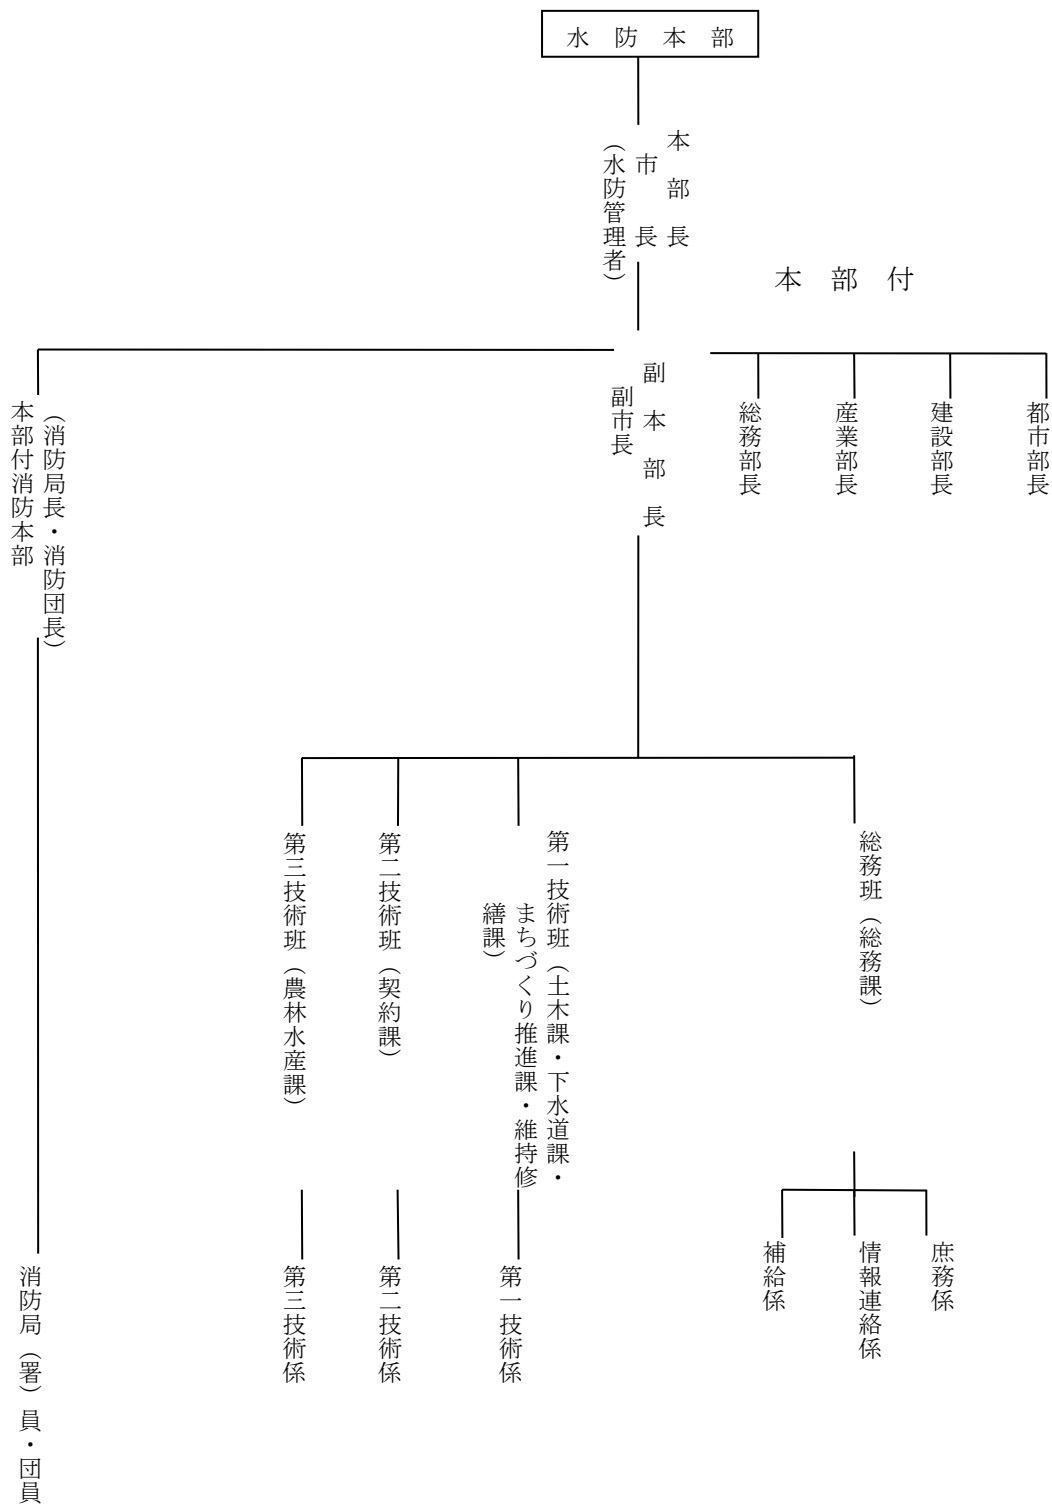 水防本部
本部長
市長
（水防管理者）
本部付
副本部長
副市長
都市部長
建設部長
産業部長
総務部長
（消防局長・消防団長）
本部付消防本部
総務班（総務課）
第一技術班（土木課・下水道課・
まちづくり推進課・維持修
繕課）
第二技術班（契約課）
第三技術班（農林水産課）
庶務係
情報連絡係
補給係
第一技術係
第二技術係
第三技術係
消防局（署）員・団員